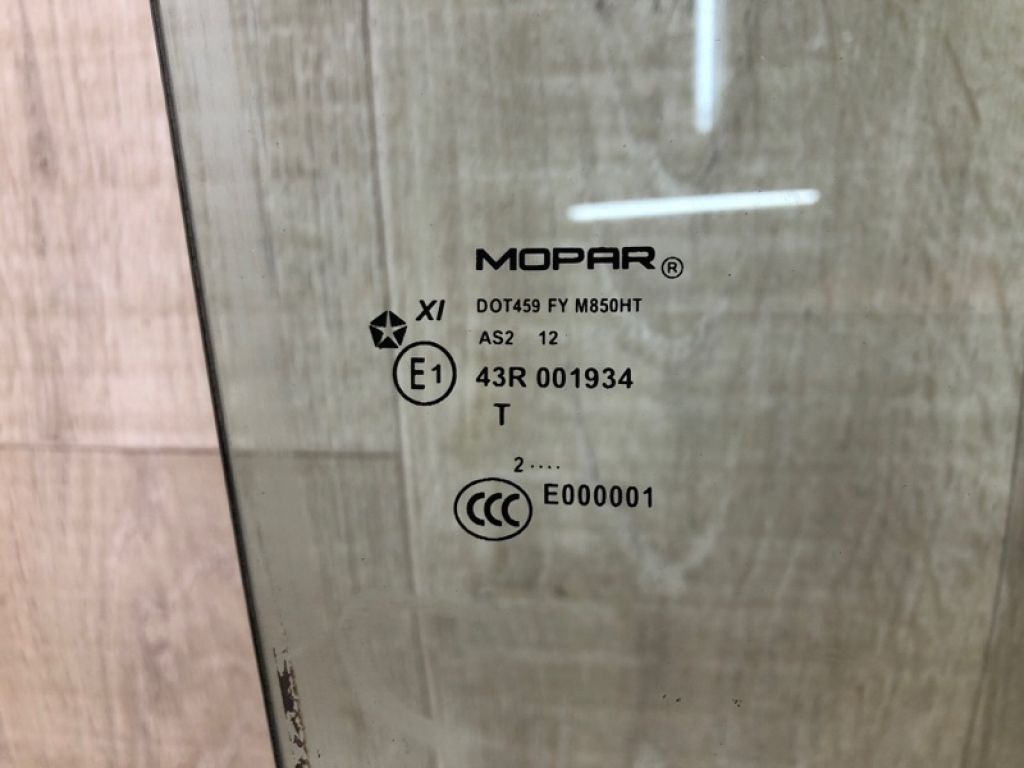 MOPAR®
XI DOT459 FY M850HT
AS2 12
E1 43R 001934
T
2 ····
CCC E000001